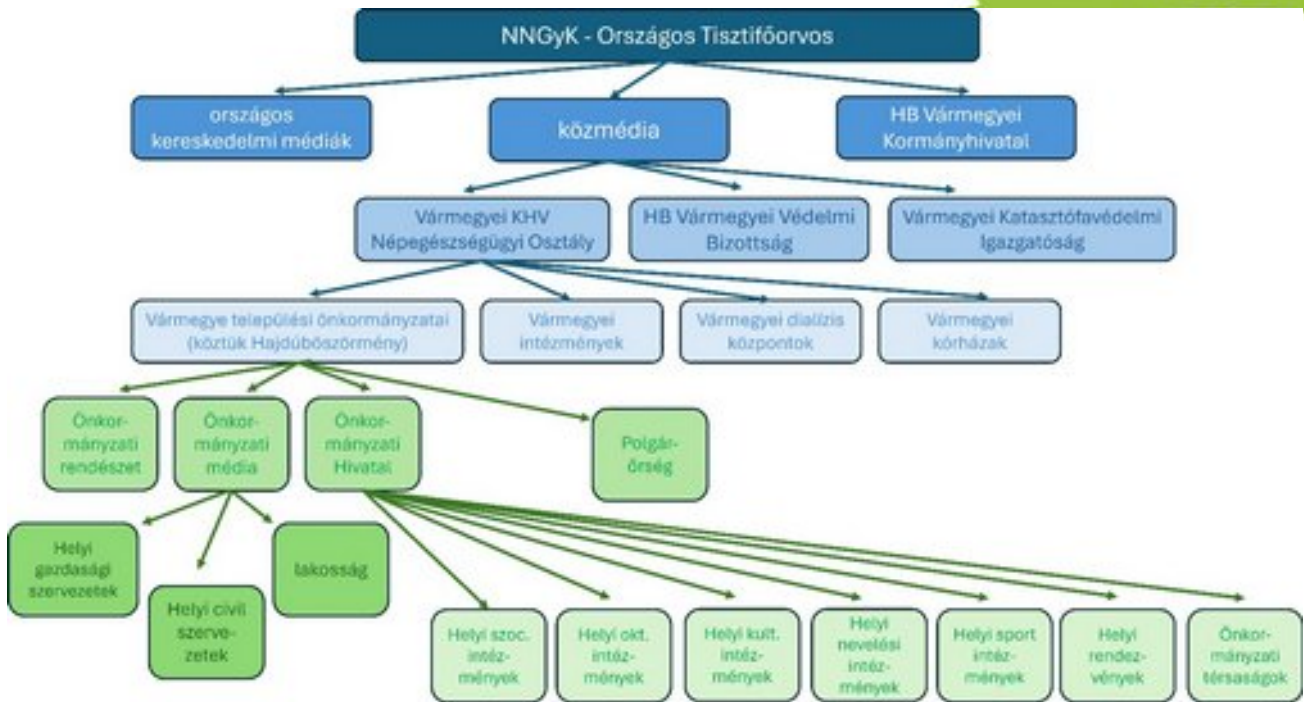 NNGyK - Országos Tisztifőorvos
országos
kereskedelmi médiák
közmédia
HB Vármegyei
Kormányhivatal
Vármegyei KHV
Népegészségügyi Osztály
HB Vármegyei Védelmi
Bizottság
Vármegyei Katasztófavédelmi
Igazgatóság
Vármegye települési önkormányzatai
(köztük Hajdúböszörmény)
Vármegyei
intézmények
Vármegyei dialízis
központok
Vármegyei
kórházak
Önkor-
mányzati
rendészet
Önkor-
mányzati
média
Önkor-
mányzati
Hivatal
Polgár-
őrség
Helyi
gazdasági
szervezetek
Helyi civil
szerve-
zetek
lakosság
Helyi szoc.
intéz-
mények
Helyi okt.
intéz-
mények
Helyi kult.
intéz-
mények
Helyi
nevelési
intéz-
mények
Helyi sport
intéz-
mények
Helyi
rendez-
vények
Önkor-
mányzati
társaságok